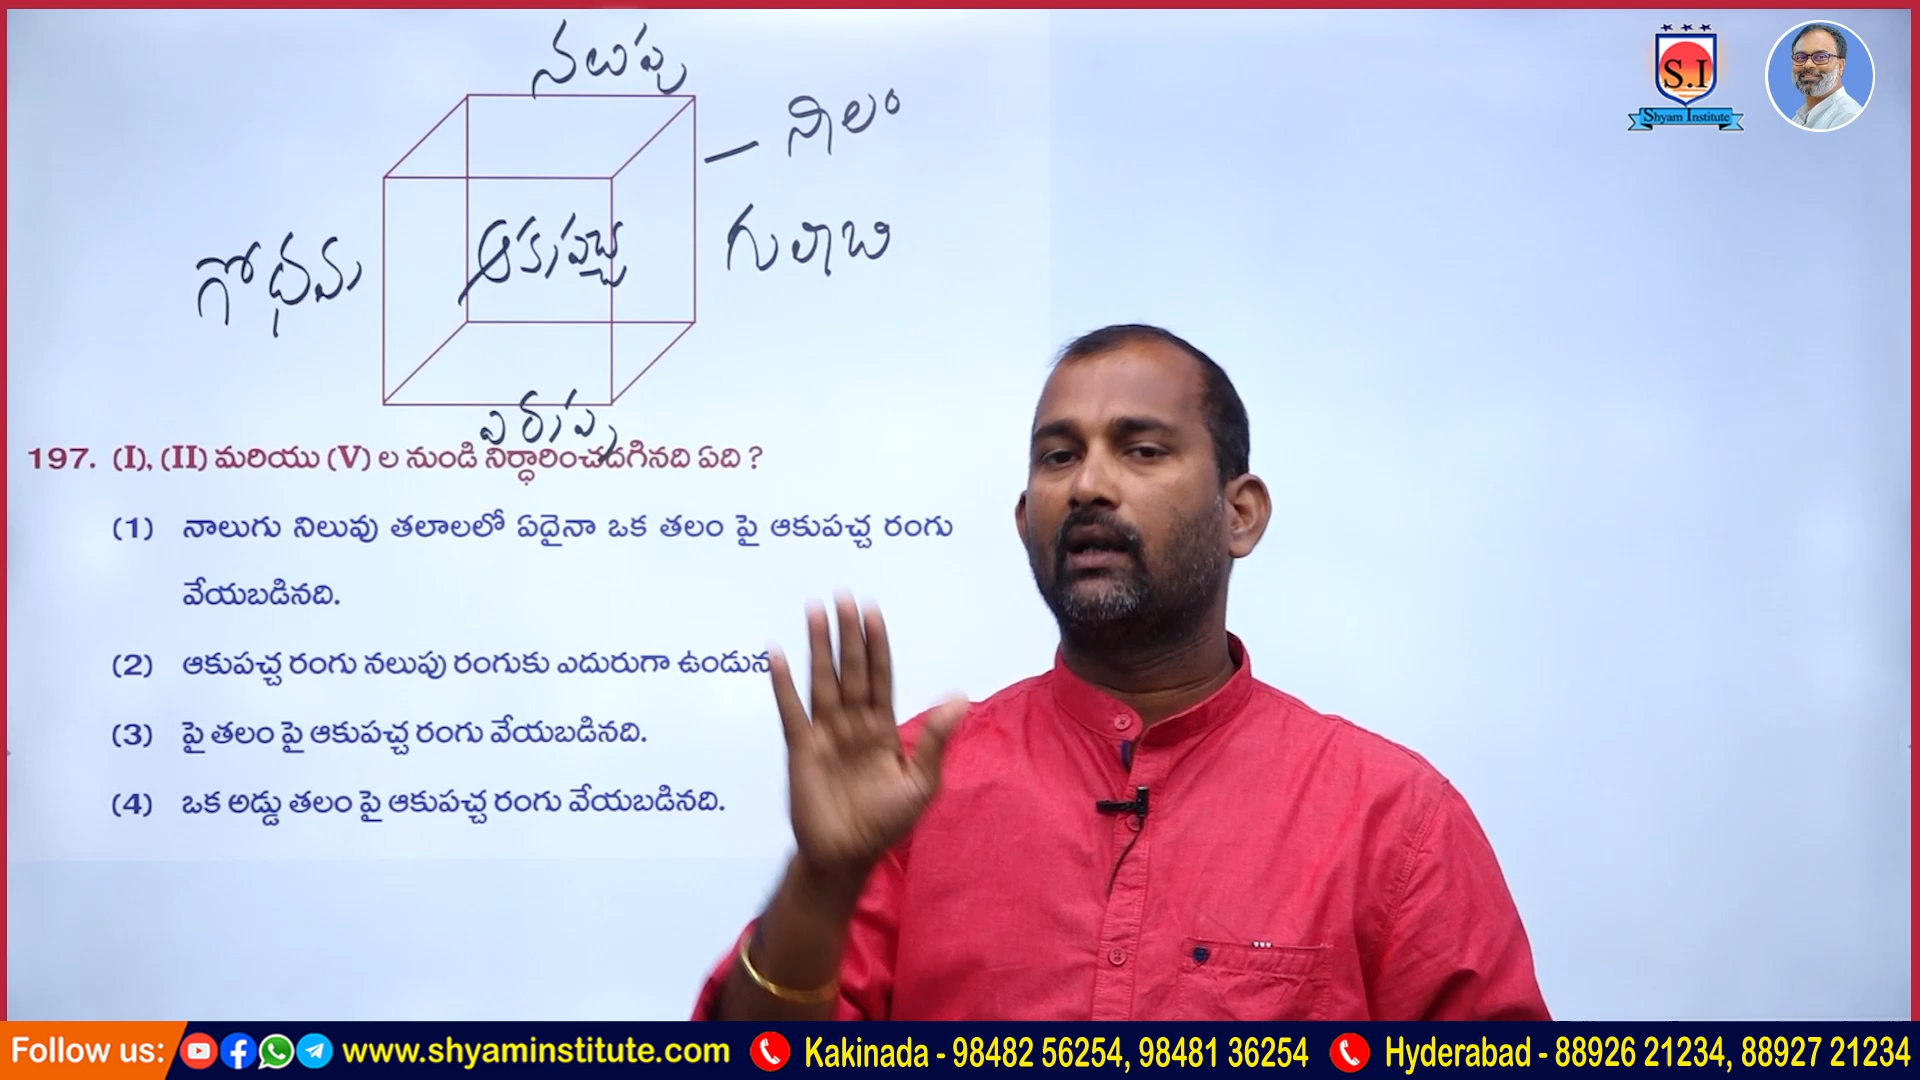 నలుపు
నీలం
S.I
Shyam Institute
ఆకుపచ్చ
గులాబి
గోధుమ
ఎరుపు
197. (I), (II) మరియు (V) ల నుండి నిర్ధారించదగినది ఏది ?
(1) నాలుగు నిలువు తలాలలో ఏదైనా ఒక తలం పై ఆకుపచ్చ రంగు
వేయబడినది.
(2) ఆకుపచ్చ రంగు నలుపు రంగుకు ఎదురుగా
(3) పై తలం పై ఆకుపచ్చ రంగు వేయబడినది.
(4) ఒక అడ్డు తలం పై ఆకుపచ్చ రంగు వేయబడినది.
Follow us: www.shyaminstitute.com Kakinada - 98482 56254, 98481 36254 Hyderabad - 88926 21234, 88927 21234